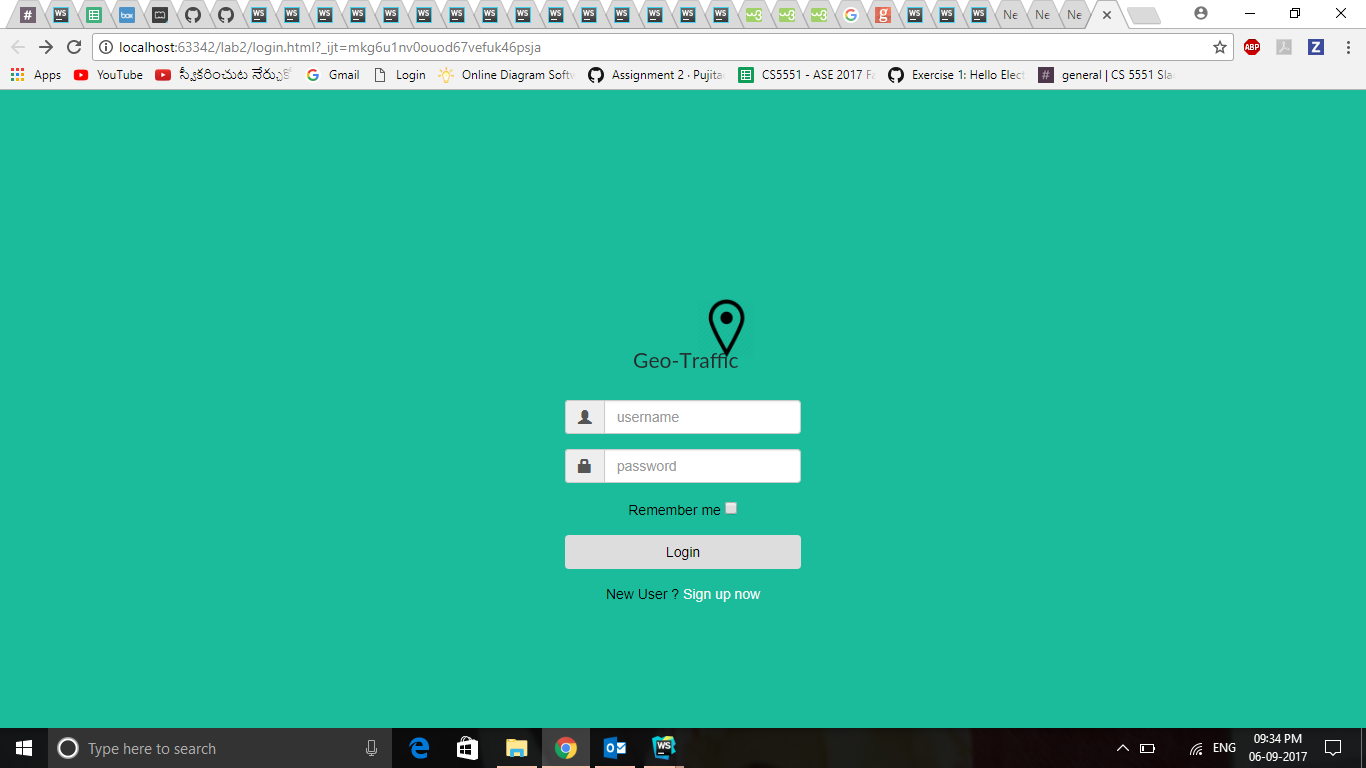 Ne Ne Ne
localhost:63342/lab2/login.html?_ijt=mkg6u1nv0ouod67vefuk46psja
ABP
Apps YouTube Gmail Login Online Diagram Softw Assignment 2 · Pujita CS5551 - ASE 2017 Fa Exercise 1: Hello Elect general | CS 5551 Sla
Geo-Traffic
username
password
Remember me
Login
New User ? Sign up now
Type here to search
ENG
09:34 PM
06-09-2017